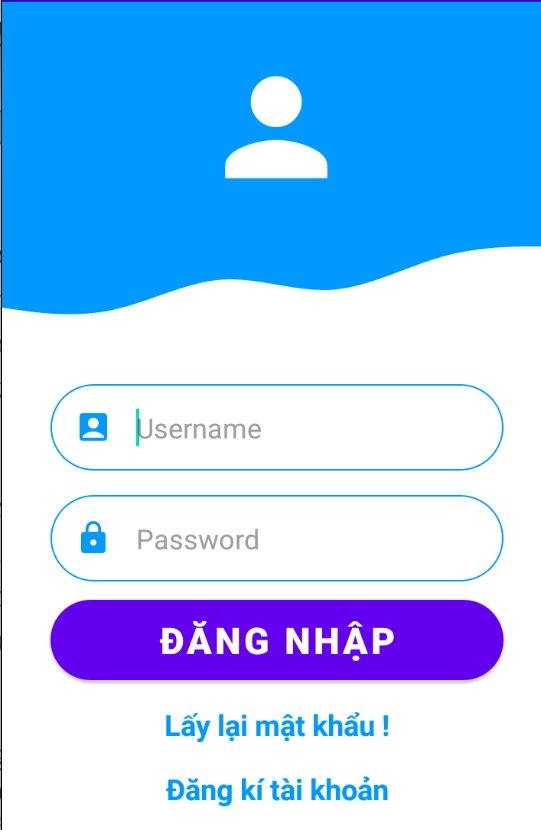 Username
Password
ĐĂNG NHẬP
Lấy lại mật khẩu !
Đăng kí tài khoản